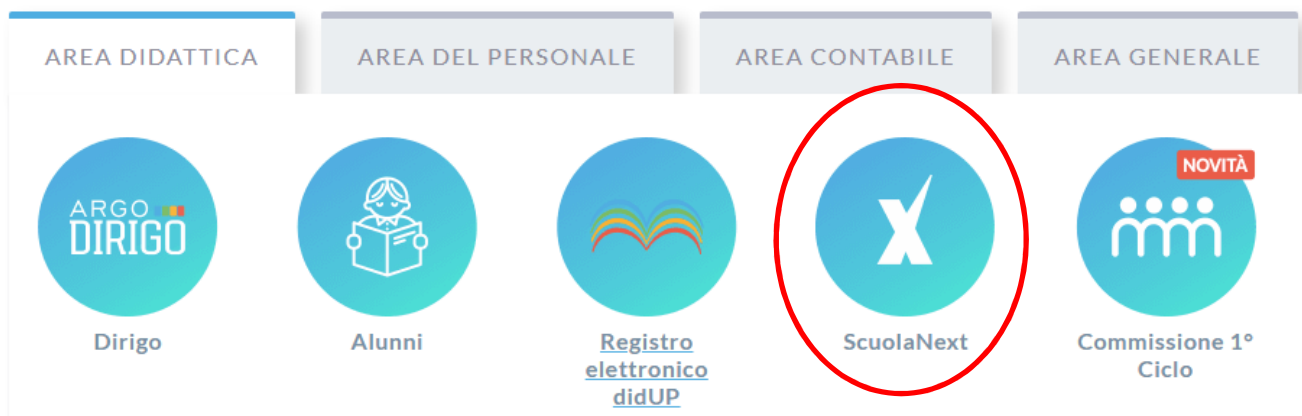 AREA DIDATTICA
AREA DEL PERSONALE
AREA CONTABILE
AREA GENERALE
ARGO
DIRIGO
NOVITÀ
Dirigo
Alunni
Registro
elettronico
didUP
ScuolaNext
Commissione 1°
Ciclo